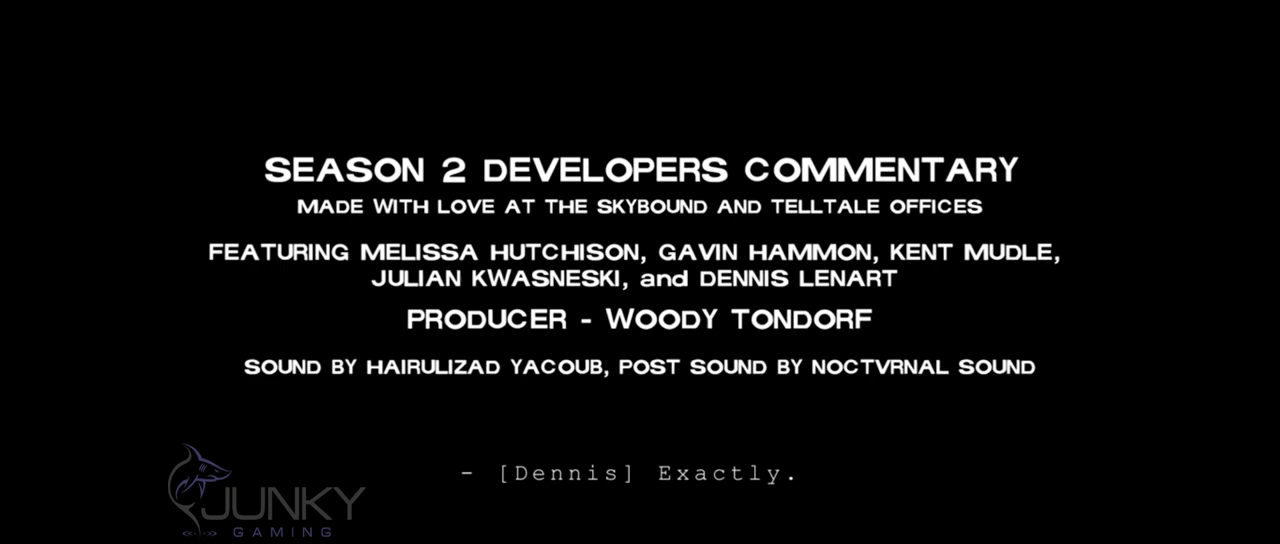 SEASON 2 DEVELOPERS COMMENTARY
MADE WITH LOVE AT THE SKYBOUND AND TELLTALE OFFICES
FEATURING MELISSA HUTCHISON, GAVIN HAMMON, KENT MUDLE,
JULIAN KWASNESKI, and DENNIS LENART
PRODUCER - WOODY TONDORF
SOUND BY HAIRULIZAD YACOUB, POST SOUND BY NOCTVRNAL SOUND
- [Dennis] Exactly.
JUNKY
GAMING